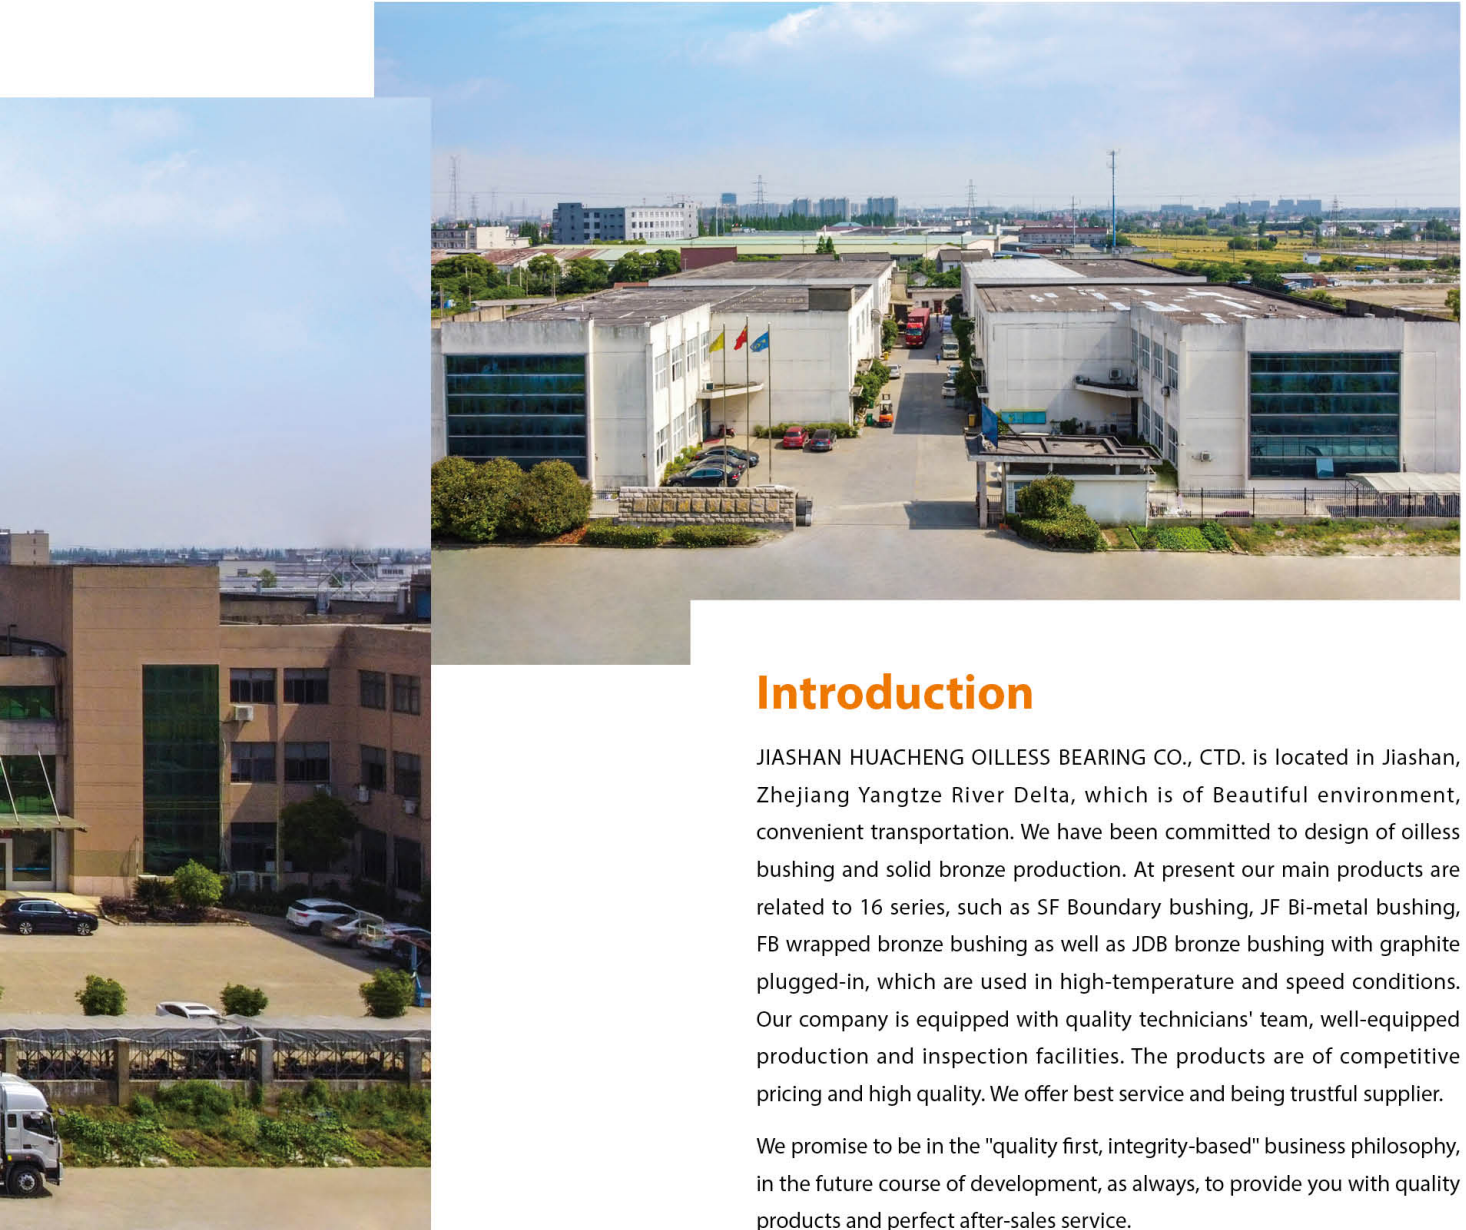 Introduction
JIASHAN HUACHENG OILLESS BEARING CO., CTD. is located in Jiashan,
Zhejiang Yangtze River Delta, which is of Beautiful environment,
convenient transportation. We have been committed to design of oilless
bushing and solid bronze production. At present our main products are
related to 16 series, such as SF Boundary bushing, JF Bi-metal bushing,
FB wrapped bronze bushing as well as JDB bronze bushing with graphite
plugged-in, which are used in high-temperature and speed conditions.
Our company is equipped with quality technicians' team, well-equipped
production and inspection facilities. The products are of competitive
pricing and high quality. We offer best service and being trustful supplier.
We promise to be in the "quality first, integrity-based" business philosophy,
in the future course of development, as always, to provide you with quality
products and perfect after-sales service.